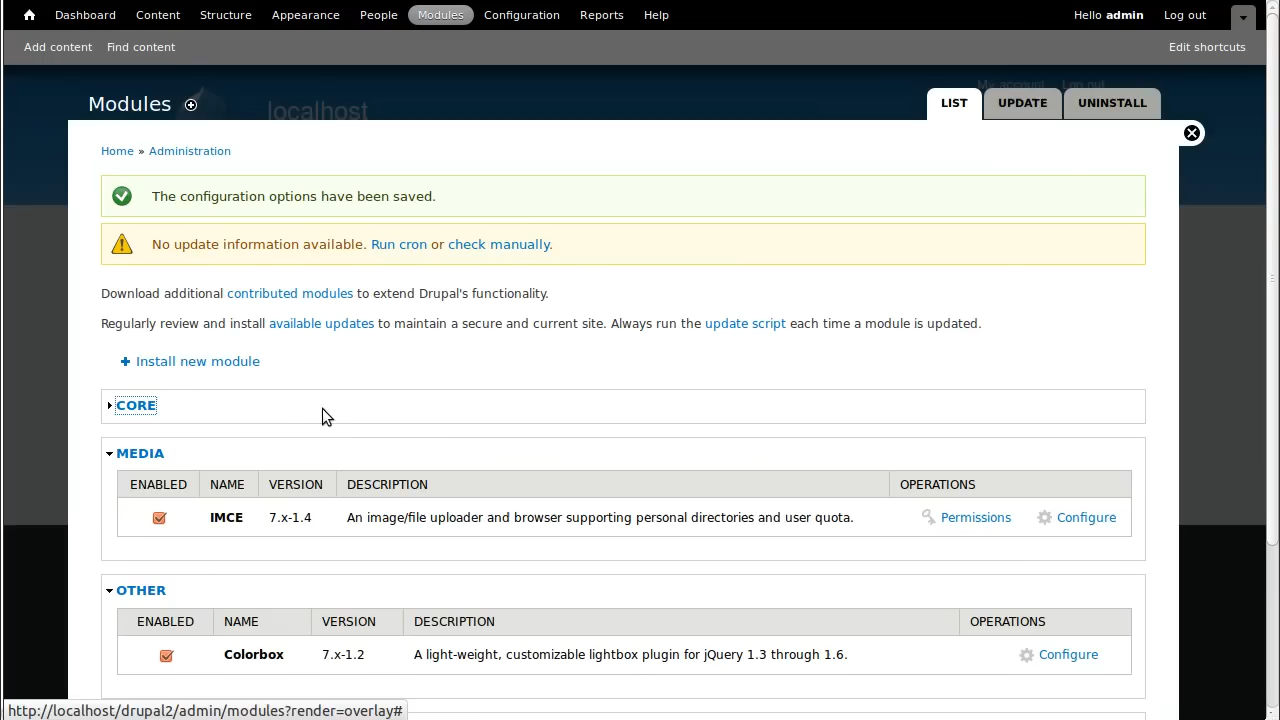 Dashboard Content Structure Appearance People Modules Configuration Reports Help Hello admin Log out
Add content Find content Edit shortcuts
My account Log out
Modules localhost LIST UPDATE UNINSTALL
Home » Administration
The configuration options have been saved.
No update information available. Run cron or check manually.
Download additional contributed modules to extend Drupal's functionality.
Regularly review and install available updates to maintain a secure and current site. Always run the update script each time a module is updated.
Install new module
CORE
MEDIA
ENABLED NAME VERSION DESCRIPTION OPERATIONS
IMCE 7.x-1.4 An image/file uploader and browser supporting personal directories and user quota. Permissions Configure
OTHER
ENABLED NAME VERSION DESCRIPTION OPERATIONS
Colorbox 7.x-1.2 A light-weight, customizable lightbox plugin for jQuery 1.3 through 1.6. Configure
http://localhost/drupal2/admin/modules?render=overlay#